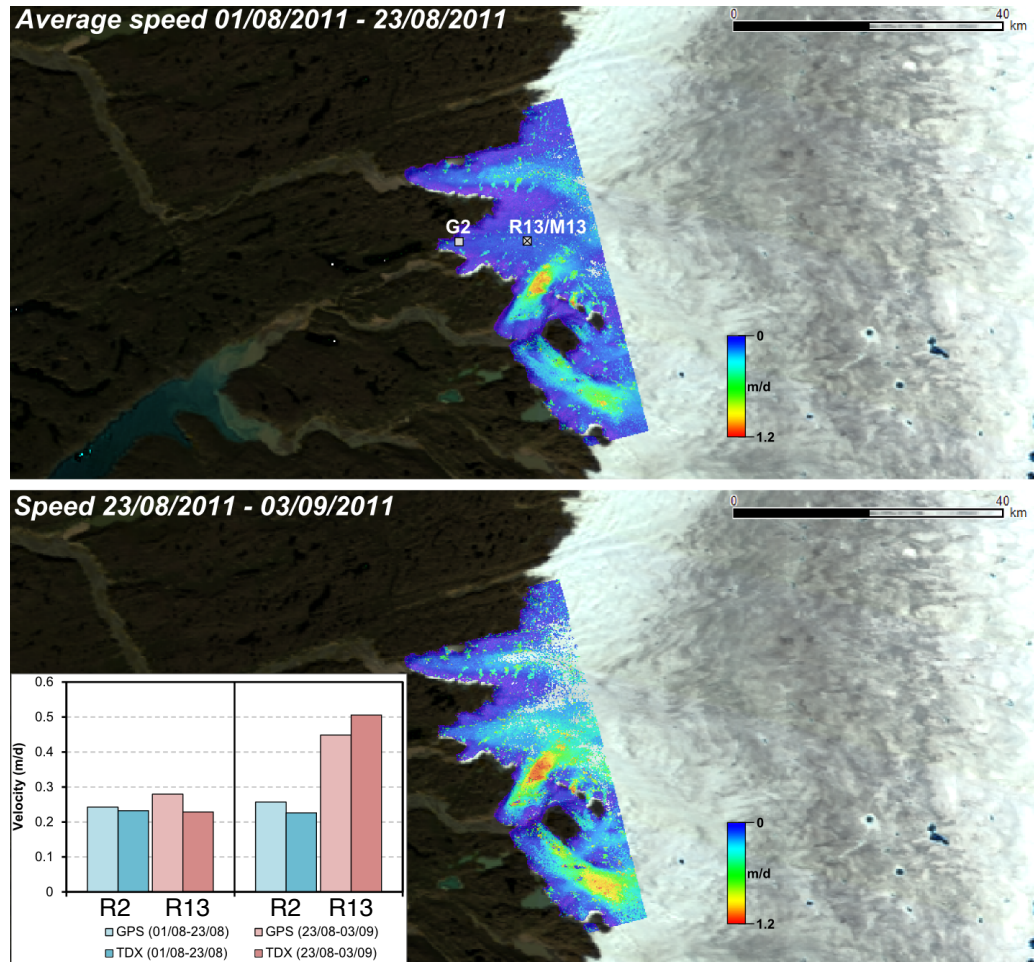 Average speed 01/08/2011 - 23/08/2011
0 40
km
G2 R13/M13
0
m/d
1.2
Speed 23/08/2011 - 03/09/2011
0 40
km
0
m/d
1.2
Velocity (m/d)
0.6
0.5
0.4
0.3
0.2
0.1
0
R2 R13 R2 R13
GPS (01/08-23/08) GPS (23/08-03/09)
TDX (01/08-23/08) TDX (23/08-03/09)